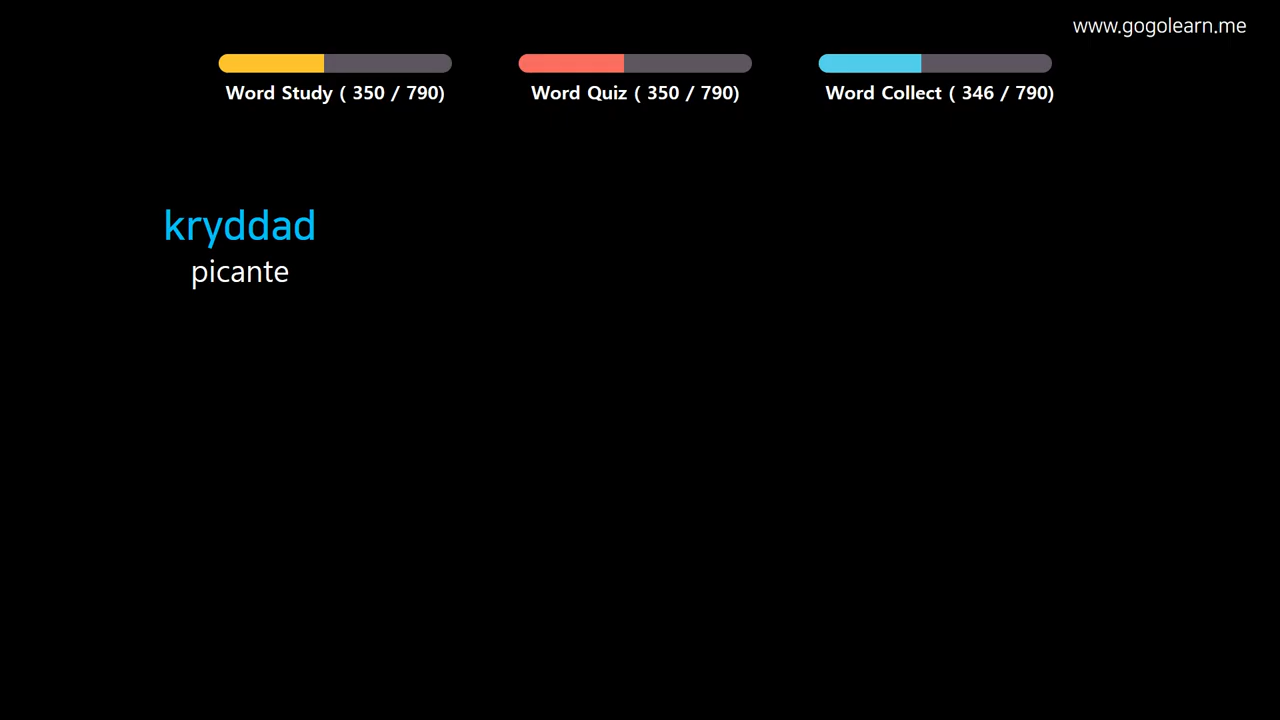 www.gogolearn.me
Word Study ( 350 / 790)
Word Quiz ( 350 / 790)
Word Collect ( 346 / 790)
kryddad
picante